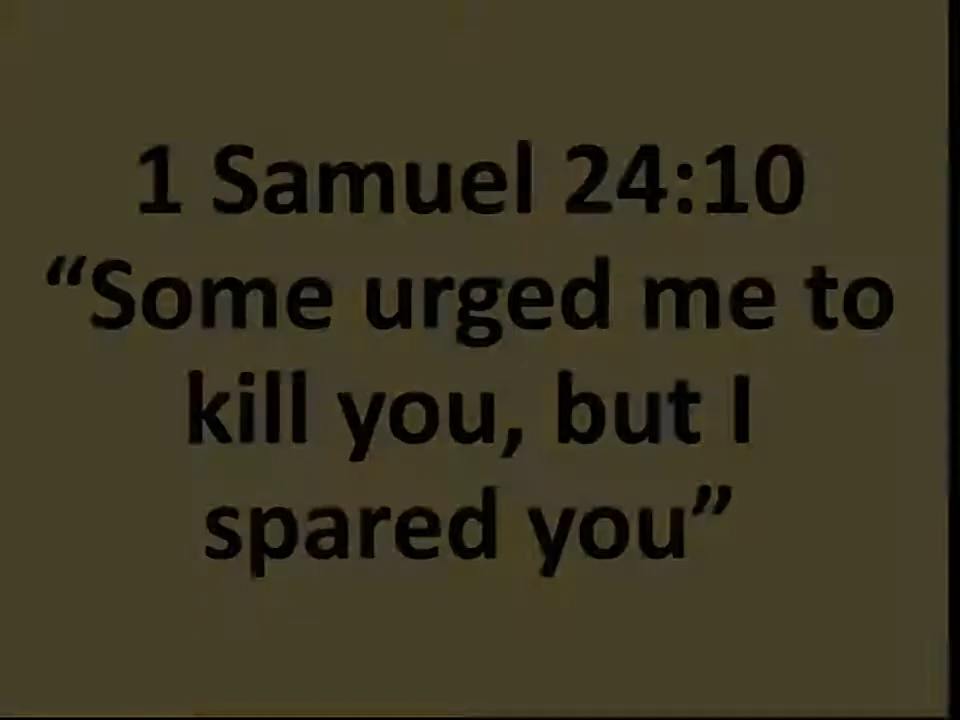 1 Samuel 24:10
“Some urged me to
kill you, but I
spared you”